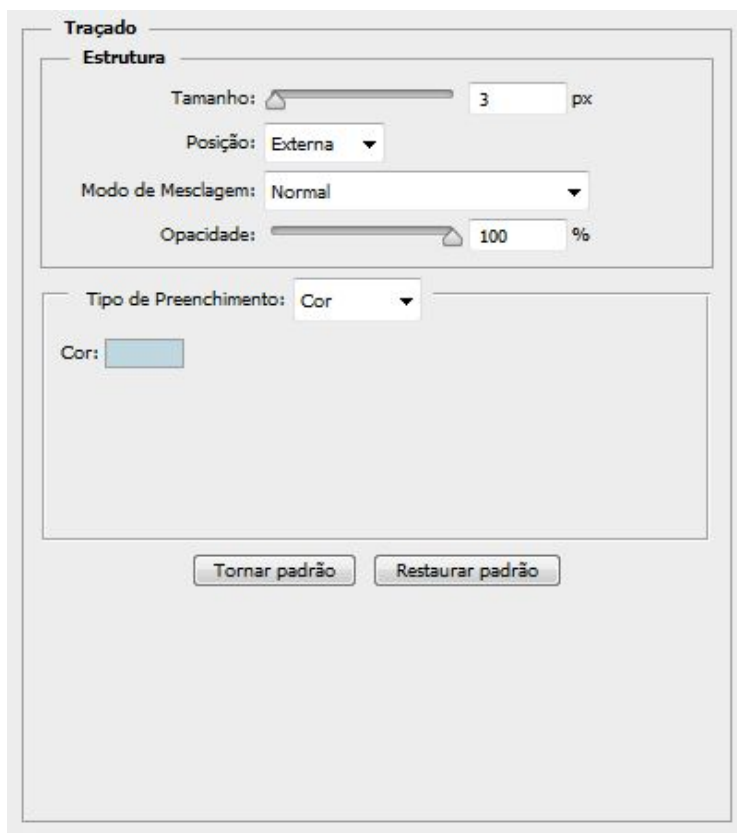 Traçado
Estrutura
Tamanho: 3 px
Posição: Externa
Modo de Mesclagem: Normal
Opacidade: 100 %
Tipo de Preenchimento: Cor
Cor:
Tornar padrão Restaurar padrão